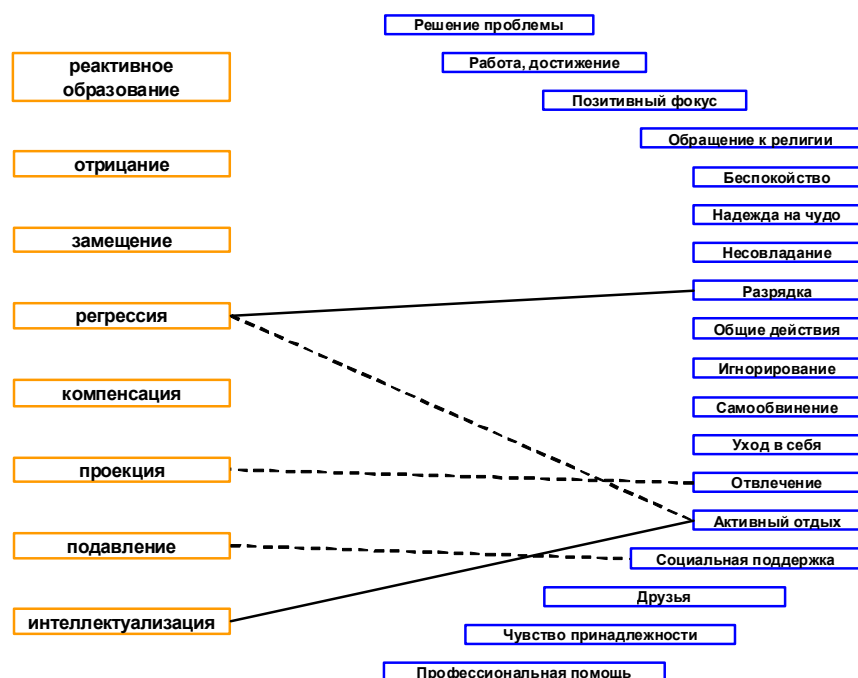 Решение проблемы
реактивное
образование
Работа, достижение
Позитивный фокус
Обращение к религии
отрицание
Беспокойство
Надежда на чудо
замещение
Несовладание
Разрядка
регрессия
Общие действия
Игнорирование
компенсация
Самообвинение
Уход в себя
проекция
Отвлечение
Активный отдых
подавление
Социальная поддержка
Друзья
интеллектуализация
Чувство принадлежности
Профессиональная помощь